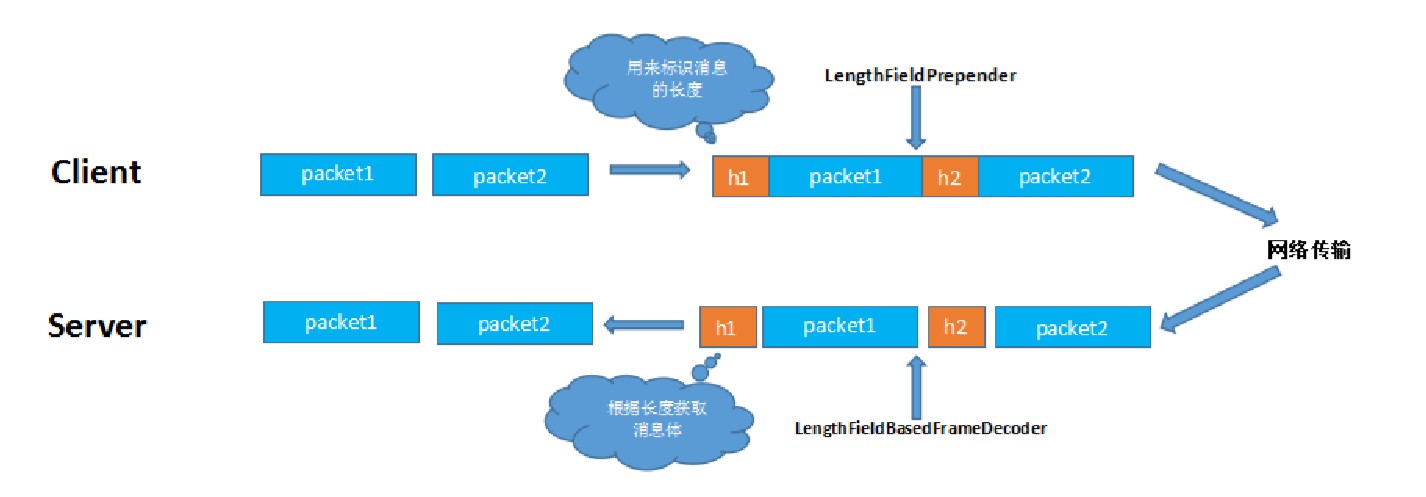 用来标识消息
的长度
LengthFieldPrepender
Client
packet1
packet2
h1
packet1
h2
packet2
网络传输
Server
packet1
packet2
h1
packet1
h2
packet2
根据长度获取
消息体
LengthFieldBasedFrameDecoder